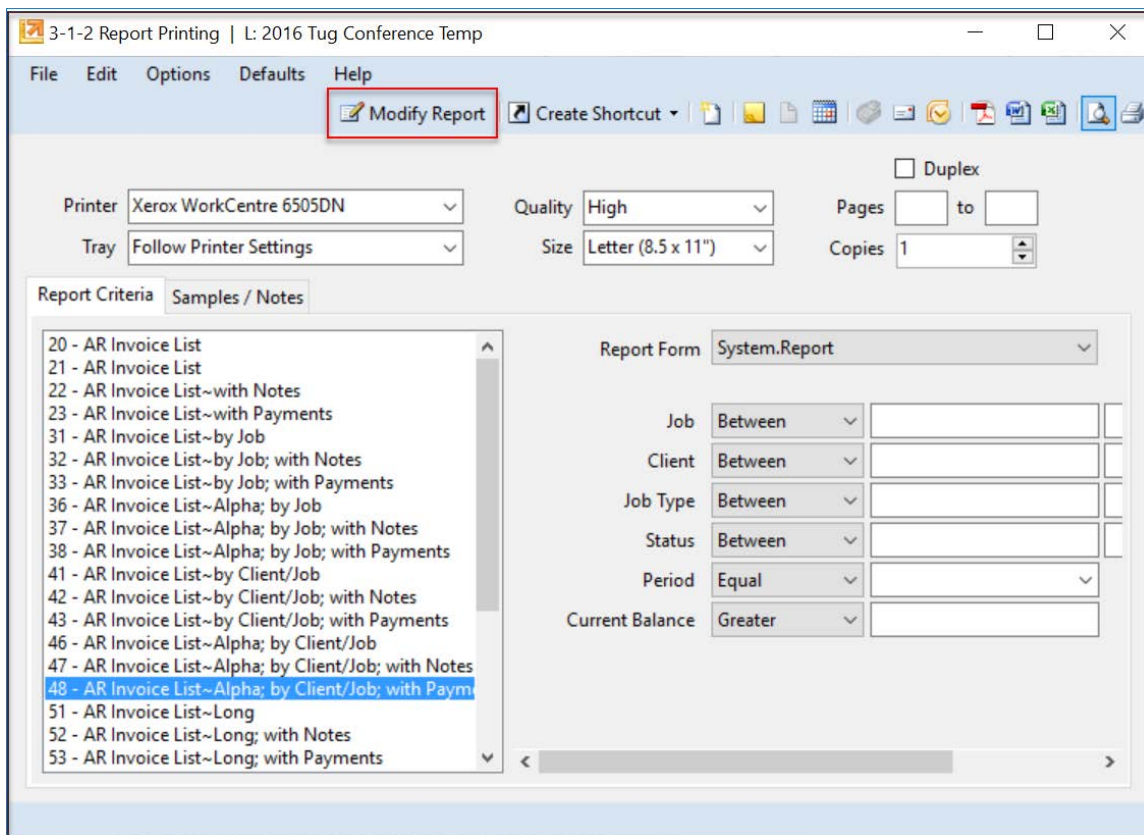 3-1-2 Report Printing | L: 2016 Tug Conference Temp
File Edit Options Defaults Help
Modify Report Create Shortcut
Duplex
Printer Xerox WorkCentre 6505DN Quality High Pages to
Tray Follow Printer Settings Size Letter (8.5 x 11") Copies 1
Report Criteria Samples / Notes
20 - AR Invoice List
21 - AR Invoice List
22 - AR Invoice List~with Notes
23 - AR Invoice List~with Payments
31 - AR Invoice List~by Job
32 - AR Invoice List~by Job; with Notes
33 - AR Invoice List~by Job; with Payments
36 - AR Invoice List~Alpha; by Job
37 - AR Invoice List~Alpha; by Job; with Notes
38 - AR Invoice List~Alpha; by Job; with Payments
41 - AR Invoice List~by Client/Job
42 - AR Invoice List~by Client/Job; with Notes
43 - AR Invoice List~by Client/Job; with Payments
46 - AR Invoice List~Alpha; by Client/Job
47 - AR Invoice List~Alpha; by Client/Job; with Notes
48 - AR Invoice List~Alpha; by Client/Job; with Payme
51 - AR Invoice List~Long
52 - AR Invoice List~Long; with Notes
53 - AR Invoice List~Long; with Payments
Report Form System.Report
Job Between
Client Between
Job Type Between
Status Between
Period Equal
Current Balance Greater